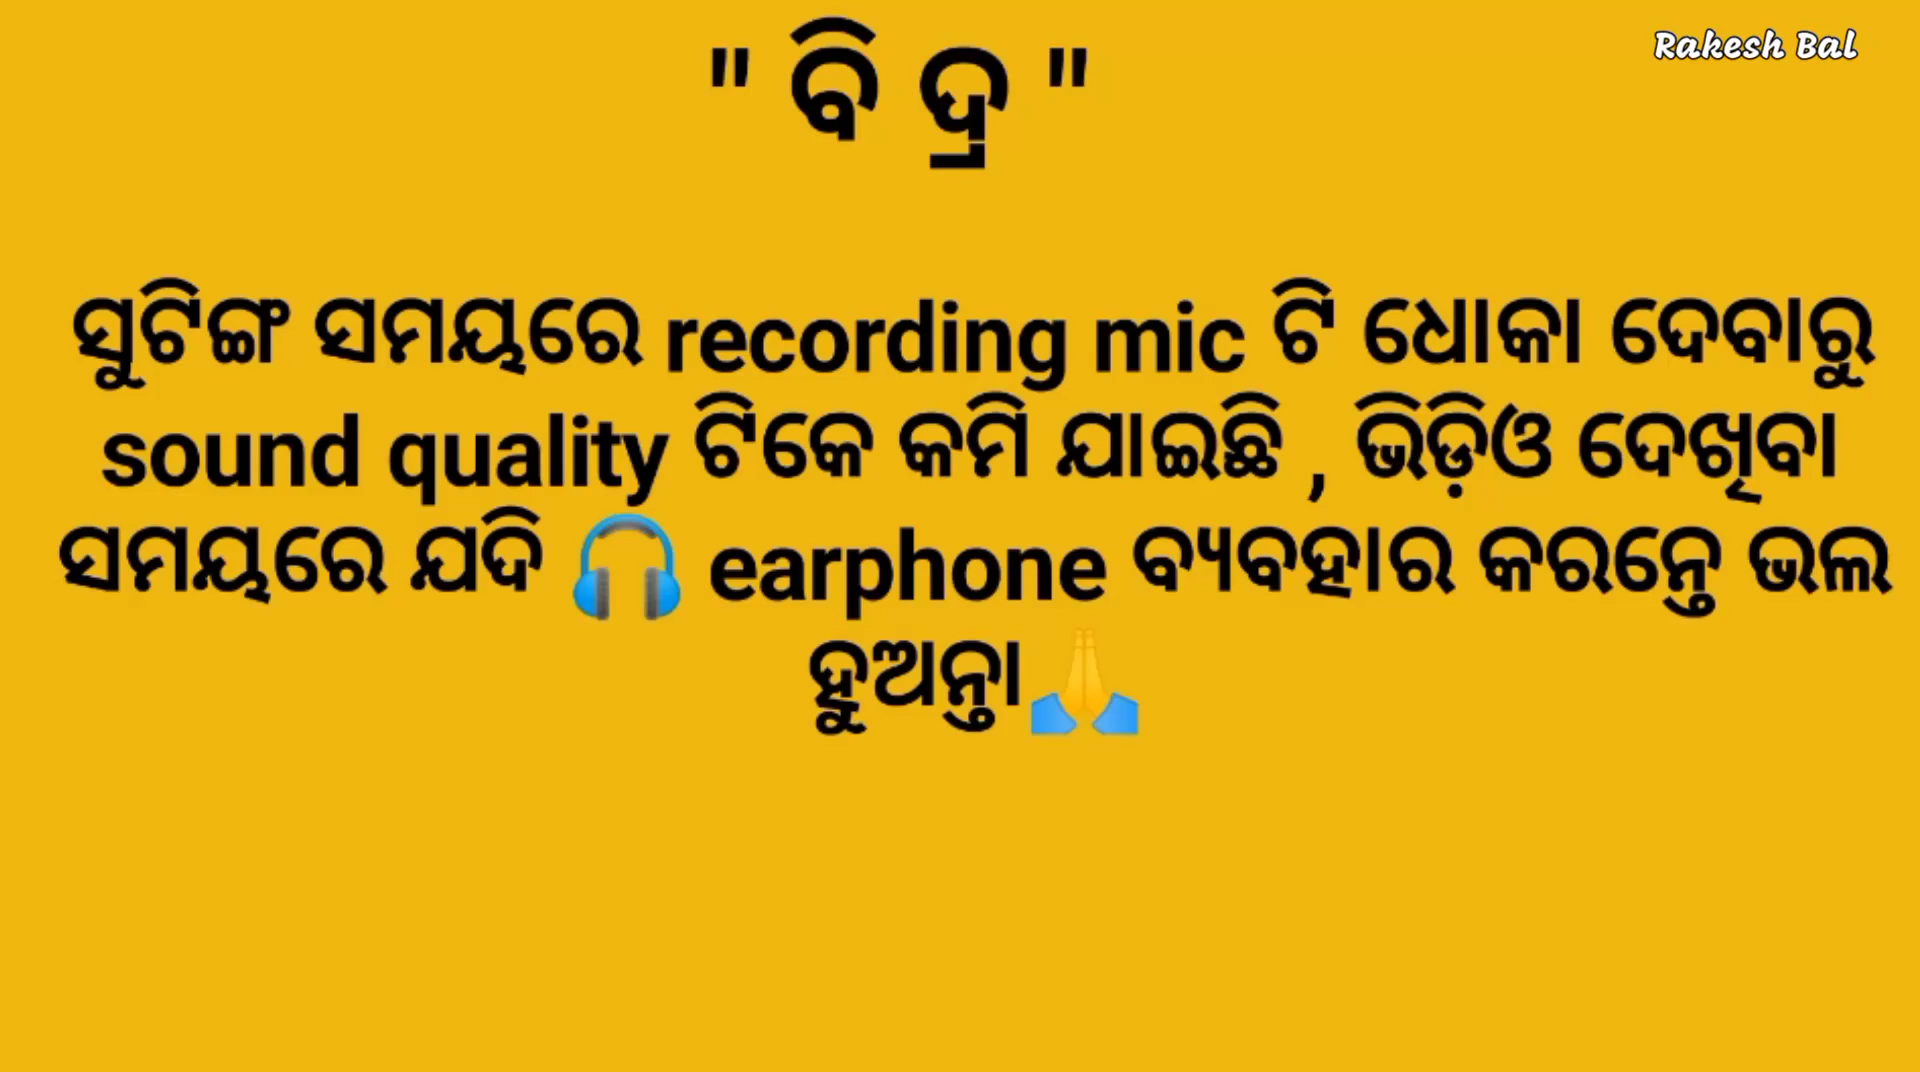 Rakesh Bal
" ବି ଦ୍ର "
ସୁଟିଙ୍ଗ ସମୟରେ recording mic ଟି ଧୋକା ଦେବାରୁ
sound quality ଟିକେ କମି ଯାଇଛି , ଭିଡ଼ିଓ ଦେଖିବା
ସମୟରେ ଯଦି 🎧 earphone ବ୍ୟବହାର କରନ୍ତେ ଭଲ
ହୁଅନ୍ତା🙏